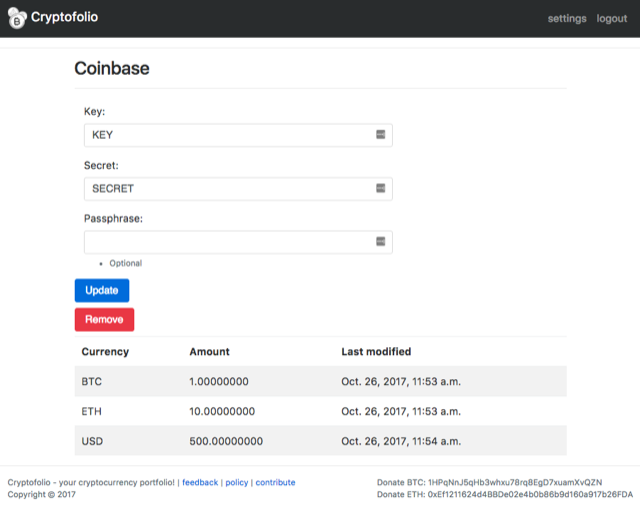 Cryptofolio settings logout
Coinbase
Key:
KEY
Secret:
SECRET
Passphrase:
• Optional
Update
Remove
Currency Amount Last modified
BTC 1.00000000 Oct. 26, 2017, 11:53 a.m.
ETH 10.00000000 Oct. 26, 2017, 11:53 a.m.
USD 500.00000000 Oct. 26, 2017, 11:54 a.m.
Cryptofolio - your cryptocurrency portfolio! | feedback | policy | contribute Donate BTC: 1HPqNnJ5qHb3whxu78rq8EgD7xuamXvQZN
Copyright © 2017 Donate ETH: 0xEf1211624d4BBDe02e4b0b86b9d160a917b26FDA